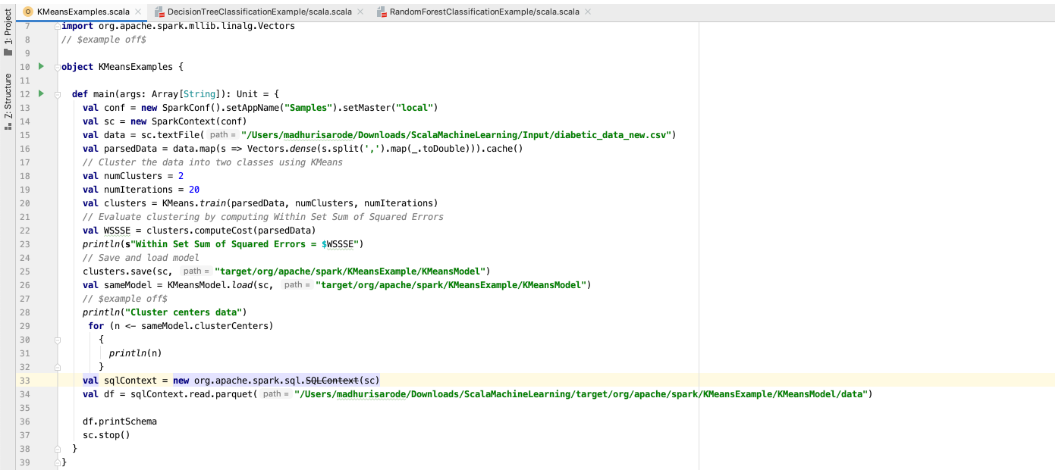 KMeansExamples.scala DecisionTreeClassificationExample/scala.scala RandomForestClassificationExample/scala.scala
1: Project
Z: Structure
7 import org.apache.spark.mllib.linalg.Vectors
8 // $example off$
9
10 object KMeansExamples {
11
12 def main(args: Array[String]): Unit = {
13 val conf = new SparkConf().setAppName("Samples").setMaster("local")
14 val sc = new SparkContext(conf)
15 val data = sc.textFile( path = "/Users/madhurisarode/Downloads/ScalaMachineLearning/Input/diabetic_data_new.csv")
16 val parsedData = data.map(s => Vectors.dense(s.split(',').map(_.toDouble))).cache()
17 // Cluster the data into two classes using KMeans
18 val numClusters = 2
19 val numIterations = 20
20 val clusters = KMeans.train(parsedData, numClusters, numIterations)
21 // Evaluate clustering by computing Within Set Sum of Squared Errors
22 val WSSSE = clusters.computeCost(parsedData)
23 println(s"Within Set Sum of Squared Errors = $WSSSE")
24 // Save and load model
25 clusters.save(sc, path = "target/org/apache/spark/KMeansExample/KMeansModel")
26 val sameModel = KMeansModel.load(sc, path = "target/org/apache/spark/KMeansExample/KMeansModel")
27 // $example off$
28 println("Cluster centers data")
29 for (n <- sameModel.clusterCenters)
30 {
31 println(n)
32 }
33 val sqlContext = new org.apache.spark.sql.SQLContext(sc)
34 val df = sqlContext.read.parquet( path = "/Users/madhurisarode/Downloads/ScalaMachineLearning/target/org/apache/spark/KMeansExample/KMeansModel/data")
35
36 df.printSchema
37 sc.stop()
38 }
39 }